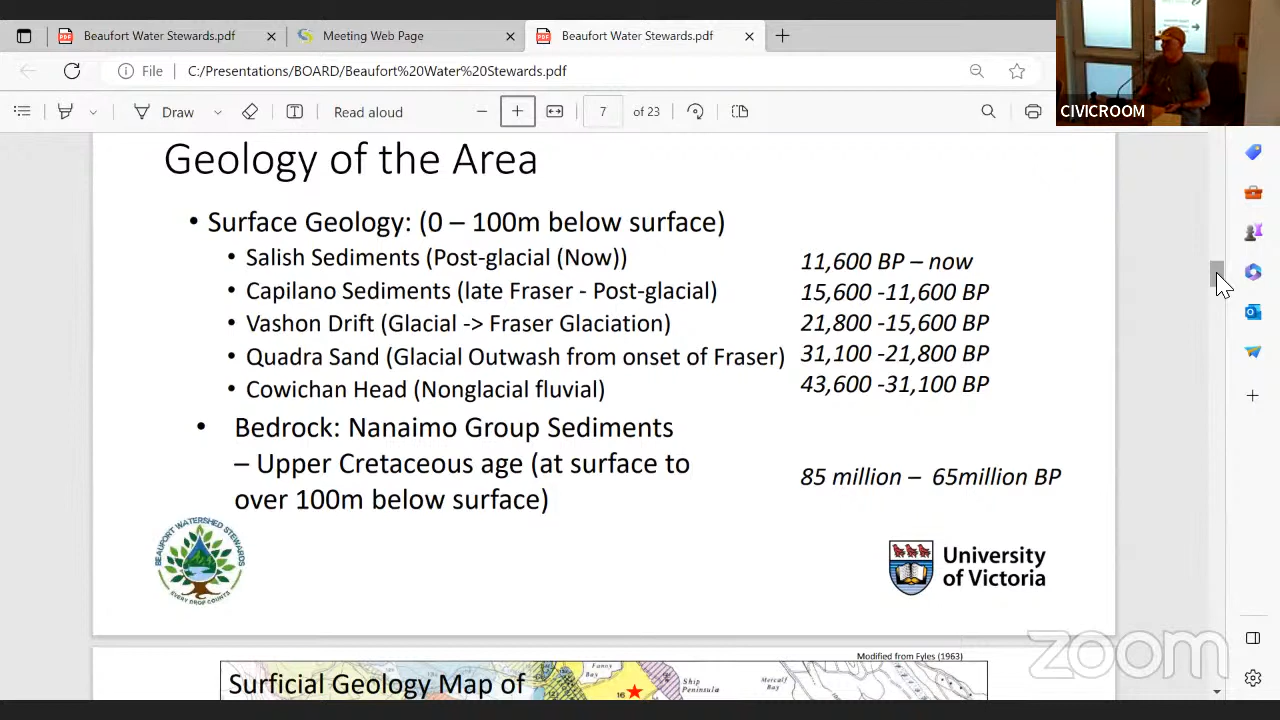 Beaufort Water Stewards.pdf
Meeting Web Page
Beaufort Water Stewards.pdf
File
C:/Presentations/BOARD/Beaufort%20Water%20Stewards.pdf
CIVICROOM
Draw
Read aloud
7
of 23
Geology of the Area
• Surface Geology: (0 – 100m below surface)
• Salish Sediments (Post-glacial (Now))
11,600 BP – now
• Capilano Sediments (late Fraser - Post-glacial)
15,600 -11,600 BP
• Vashon Drift (Glacial -> Fraser Glaciation)
21,800 -15,600 BP
• Quadra Sand (Glacial Outwash from onset of Fraser)
31,100 -21,800 BP
• Cowichan Head (Nonglacial fluvial)
43,600 -31,100 BP
• Bedrock: Nanaimo Group Sediments
– Upper Cretaceous age (at surface to
over 100m below surface)
85 million – 65million BP
BEAUFORT WATERSHED STEWARDS
EVERY DROP COUNTS
University
of Victoria
zoom
Modified from Fyles (1963)
Surficial Geology Map of
Fanny
Bay
16
Ship
Peninsula
Metcalf
Bay